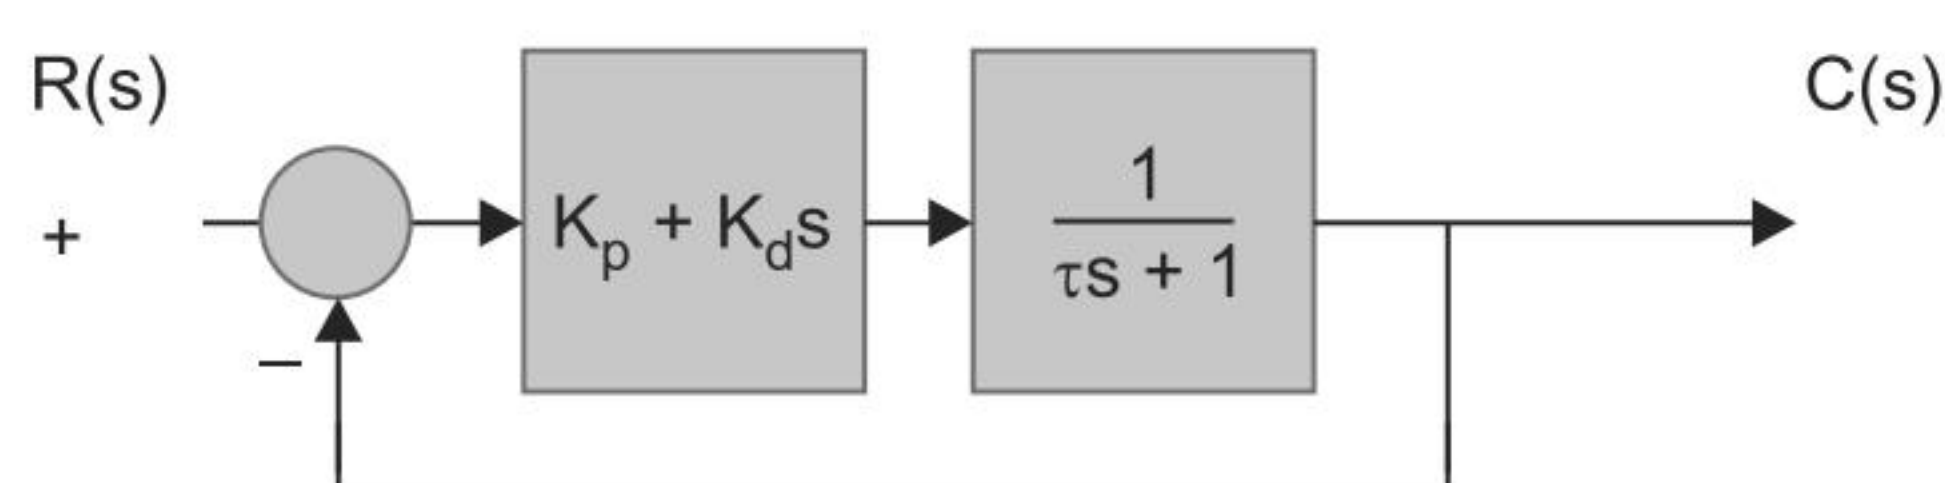 R(s)
C(s)
+
Kp + Kds
1
τs + 1
–